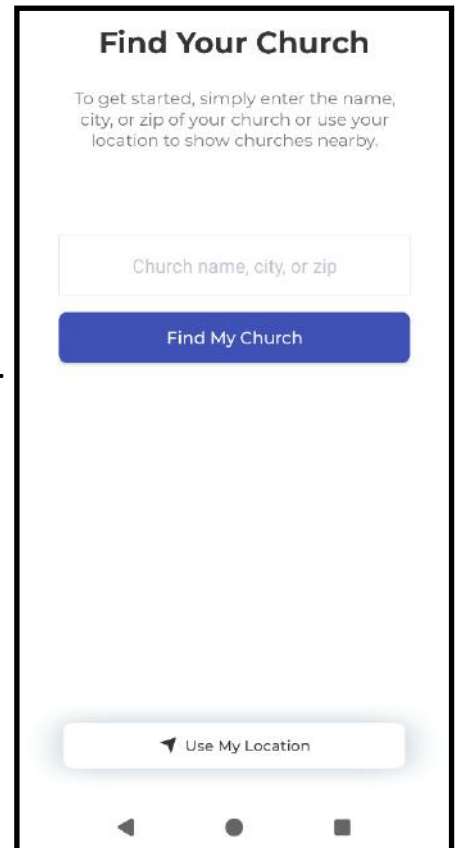 Find Your Church
To get started, simply enter the name,
city, or zip of your church or use your
location to show churches nearby.
Church name, city, or zip
Find My Church
Use My Location